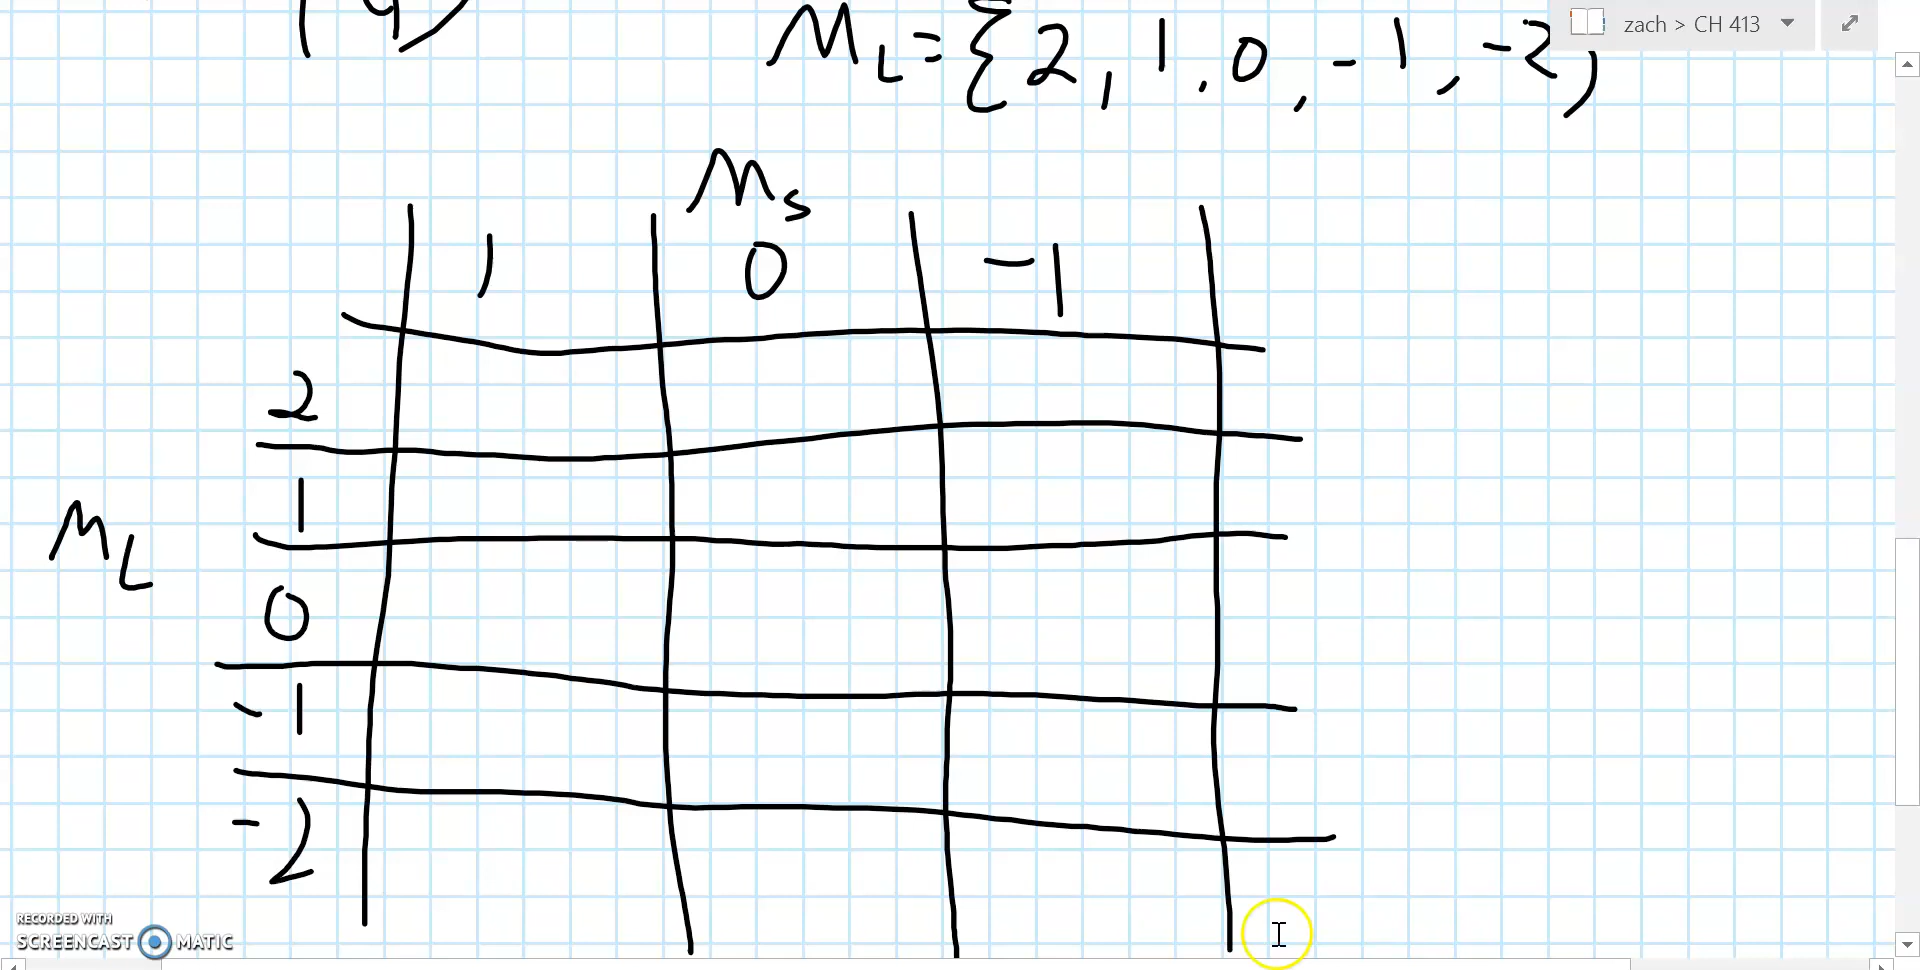 zach > CH 413
M_L = {2, 1, 0, -1, -2)
M_s
1 0 -1
2
1
M_L
0
-1
-2
RECORDED WITH
SCREENCAST MATIC